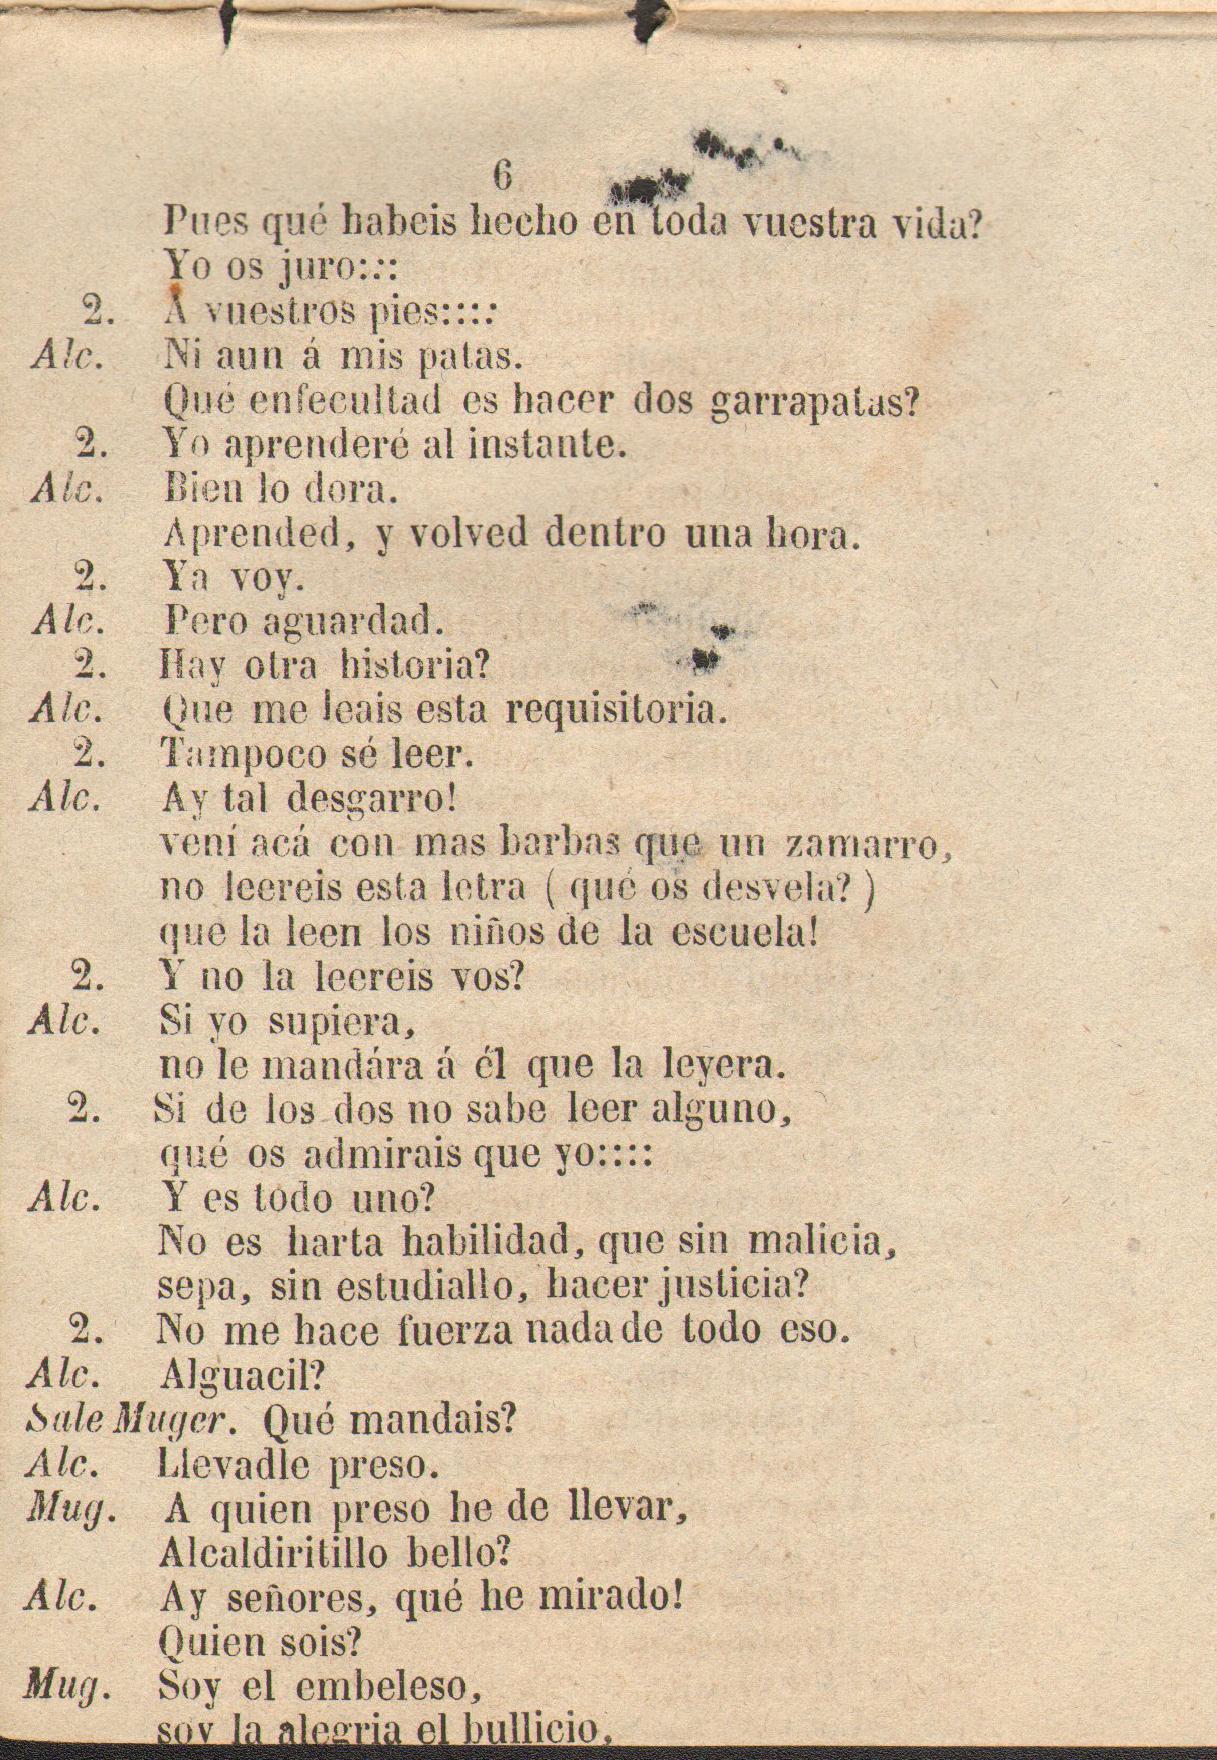 6
Pues qué habeis hecho en toda vuestra vida?
Yo os juro::::
2. A vuestros pies::::
Alc. Ni aun á mis patas.
Qué enfecultad es hacer dos garrapatas?
2. Yo aprenderé al instante.
Alc. Bien lo dora.
Aprended, y volved dentro una hora.
2. Ya voy.
Alc. Pero aguardad.
2. Hay otra historia?
Alc. Que me leais esta requisitoria.
2. Tampoco sé leer.
Alc. Ay tal desgarro!
vení acá con mas barbas que un zamarro,
no leereis esta letra ( qué os desvela? )
que la leen los niños de la escuela!
2. Y no la leereis vos?
Alc. Si yo supiera,
no le mandára á él que la leyera.
2. Si de los dos no sabe leer alguno,
qué os admirais que yo::::
Alc. Y es todo uno?
No es harta habilidad, que sin malicia,
sepa, sin estudiallo, hacer justicia?
2. No me hace fuerza nada de todo eso.
Alc. Alguacil?
Sale Muger. Qué mandais?
Alc. Llevadle preso.
Mug. A quien preso he de llevar,
Alcaldiritillo bello?
Alc. Ay señores, qué he mirado!
Quien sois?
Mug. Soy el embeleso,
soy la alegria el bullicio,